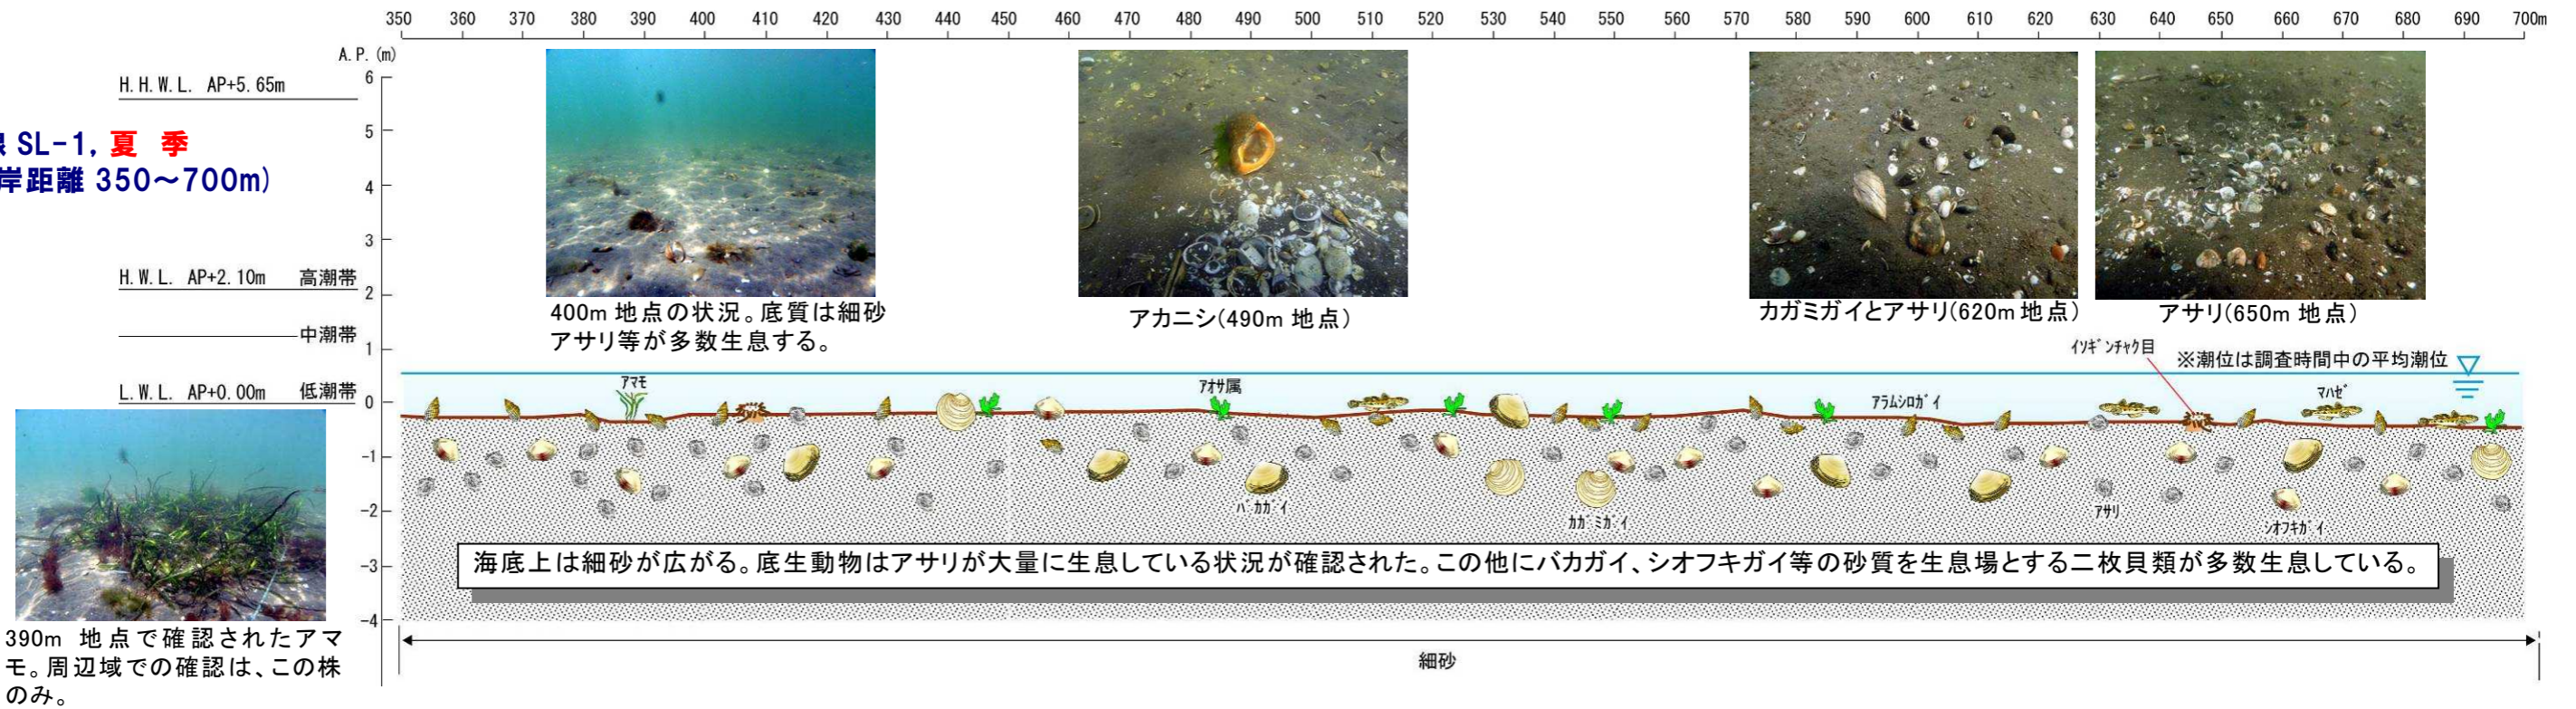 350 360 370 380 390 400 410 420 430 440 450 460 470 480 490 500 510 520 530 540 550 560 570 580 590 600 610 620 630 640 650 660 670 680 690 700m
A.P.(m)
H.H.W.L. AP+5.65m
6
5
SL-1, 夏 季
岸距離 350~700m)
4
3
H.W.L. AP+2.10m 高潮帯
2
中潮帯
1
L.W.L. AP+0.00m 低潮帯
0
-1
-2
-3
-4
400m 地点の状況。底質は細砂
アサリ等が多数生息する。
アカニシ(490m 地点)
カガミガイとアサリ(620m 地点)
アサリ(650m 地点)
イソギンチャク目
※潮位は調査時間中の平均潮位
アマモ
アオサ属
アラムシロガイ
マハゼ
バカガイ
カガミガイ
アサリ
シオフキガイ
海底上は細砂が広がる。底生動物はアサリが大量に生息している状況が確認された。この他にバカガイ、シオフキガイ等の砂質を生息場とする二枚貝類が多数生息している。
390m 地点で確認されたアマ
モ。周辺域での確認は、この株
のみ。
細砂